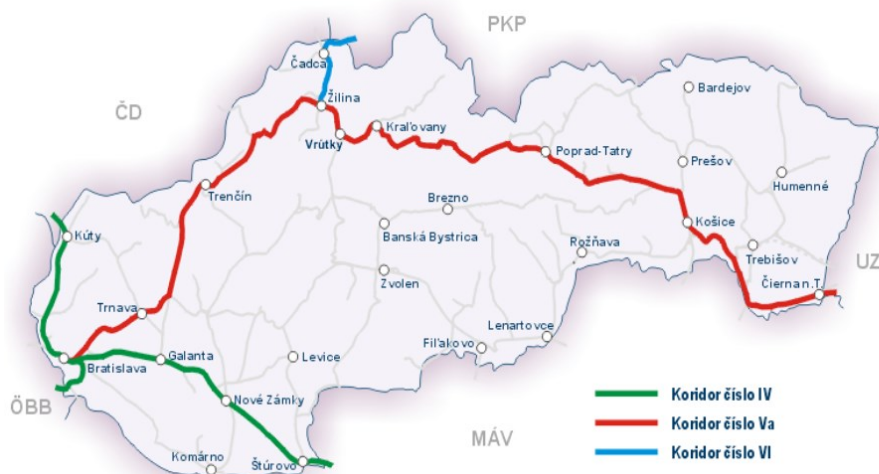 PKP
Čadca
Bardejov
Žilina
ČD
Kraľovany
Vrútky
Poprad-Tatry
Prešov
Humenné
Trenčín
Brezno
Košice
Banská Bystrica
Kúty
Rožňava
Trebišov
UZ
Zvolen
Čierna n.T.
Trnava
Lenartovce
Fiľakovo
Galanta
Levice
Bratislava
ÖBB
Koridor číslo IV
Nové Zámky
Koridor číslo Va
MÁV
Koridor číslo VI
Komárno
Štúrovo